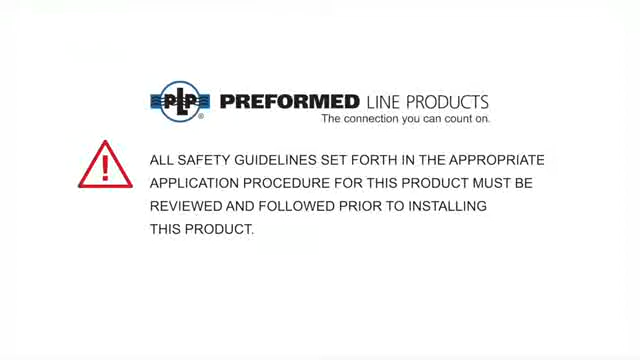 PLP®
PREFORMED LINE PRODUCTS
The connection you can count on.
ALL SAFETY GUIDELINES SET FORTH IN THE APPROPRIATE
APPLICATION PROCEDURE FOR THIS PRODUCT MUST BE
REVIEWED AND FOLLOWED PRIOR TO INSTALLING
THIS PRODUCT.